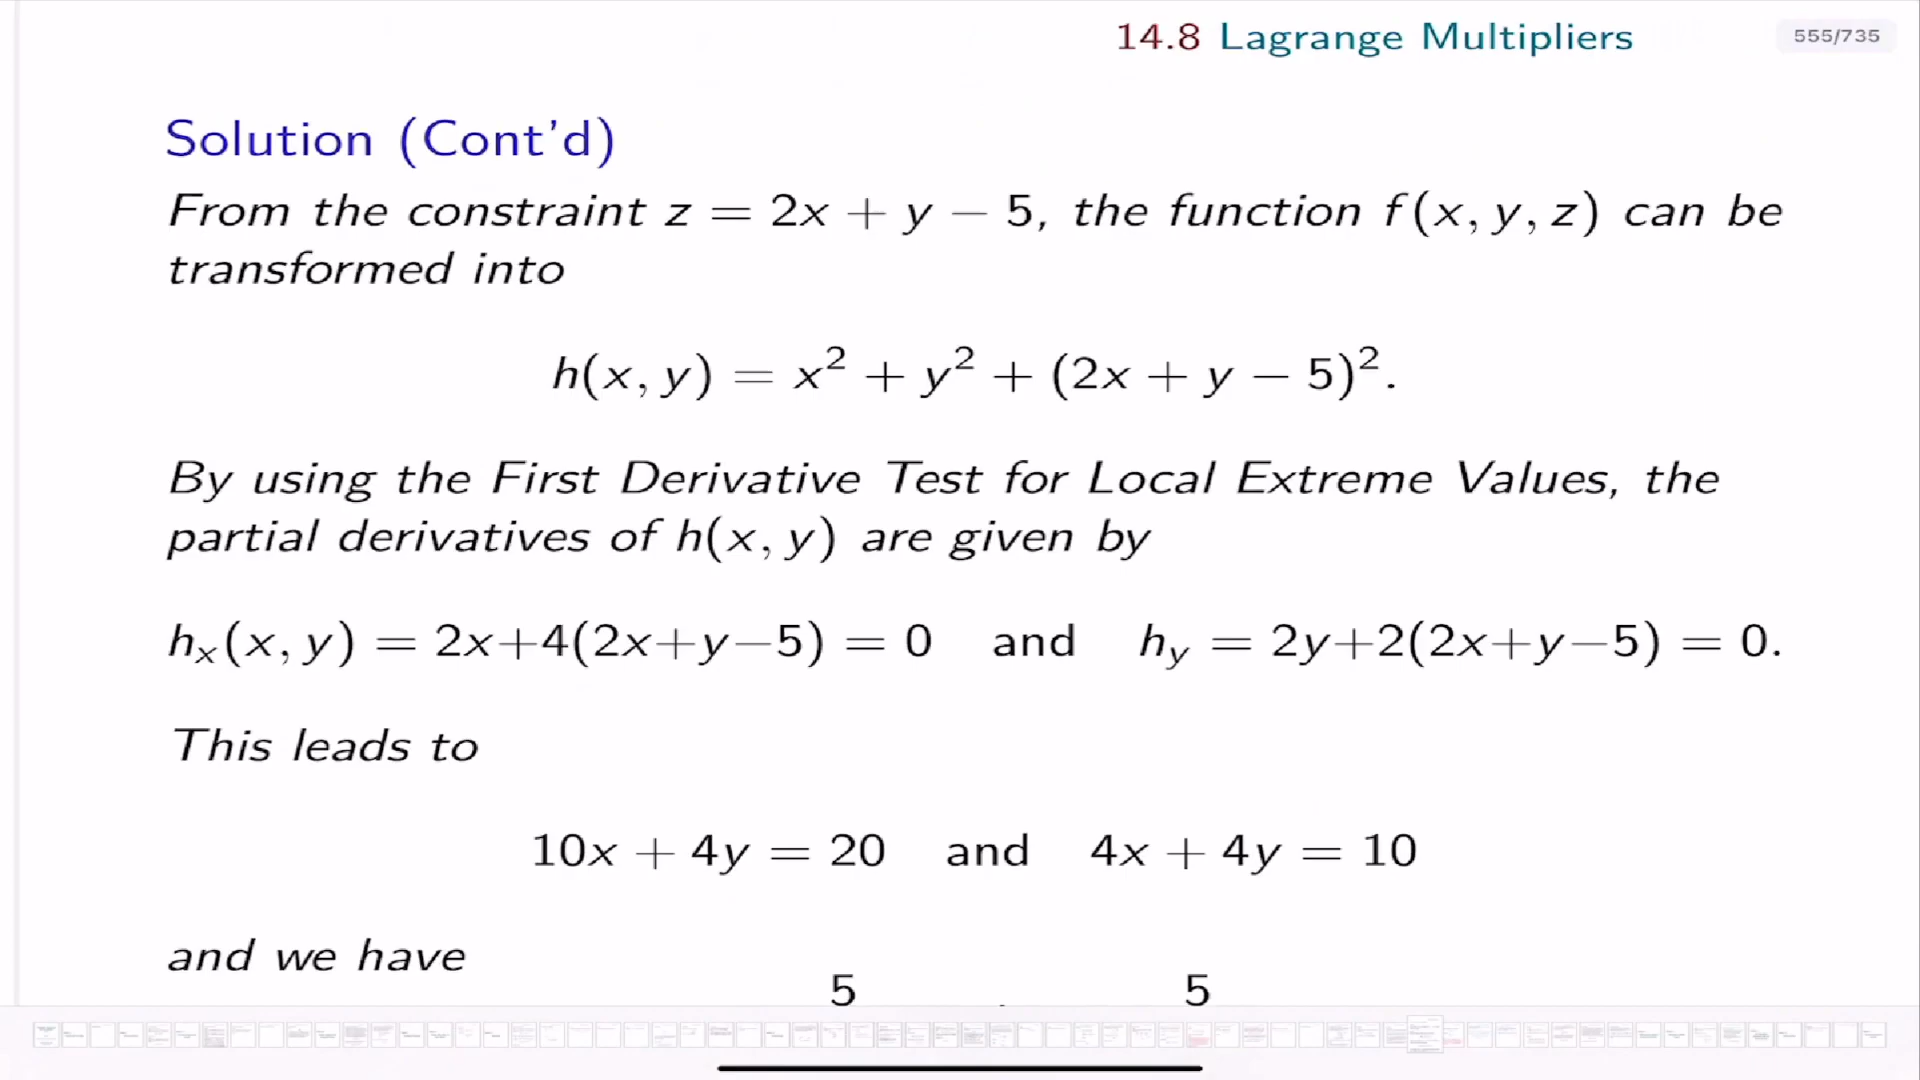 14.8 Lagrange Multipliers
555/735
Solution (Cont'd)
From the constraint z = 2x + y − 5, the function f(x, y, z) can be
transformed into
h(x, y) = x² + y² + (2x + y − 5)².
By using the First Derivative Test for Local Extreme Values, the
partial derivatives of h(x, y) are given by
hₓ(x, y) = 2x+4(2x+y−5) = 0 and h_y = 2y+2(2x+y−5) = 0.
This leads to
10x + 4y = 20 and 4x + 4y = 10
and we have
5 5